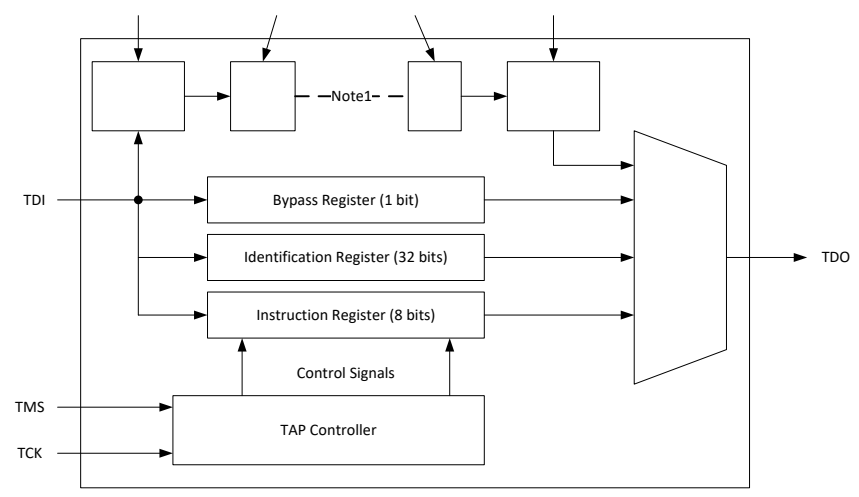 Note1
TDI
Bypass Register (1 bit)
Identification Register (32 bits)
TDO
Instruction Register (8 bits)
Control Signals
TMS
TAP Controller
TCK